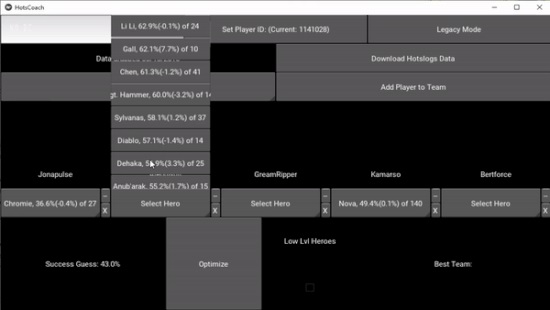 HotsCoach
Li Li, 62.9%(-0.1%) of 24
Set Player ID: (Current: 1141028)
Legacy Mode
Gall, 62.1%(7.7%) of 10
Download Hotslogs Data
Chen, 61.3%(-1.2%) of 41
Hammer, 60.0%(-3.2%) of 14
Add Player to Team
Sylvanas, 58.1%(1.2%) of 37
Diablo, 57.1%(-1.4%) of 14
Dehaka, 9%(3.3%) of 25
Jonapulse
GreamRipper
Kamarso
Bertforce
Anub'arak, 55.2%(1.7%) of 15
Chromie, 36.6%(-0.4%) of 27
–
X
Select Hero
–
X
Select Hero
–
X
Nova, 49.4%(0.1%) of 140
–
X
Select Hero
–
X
Low Lvl Heroes
Success Guess: 43.0%
Optimize
Best Team: